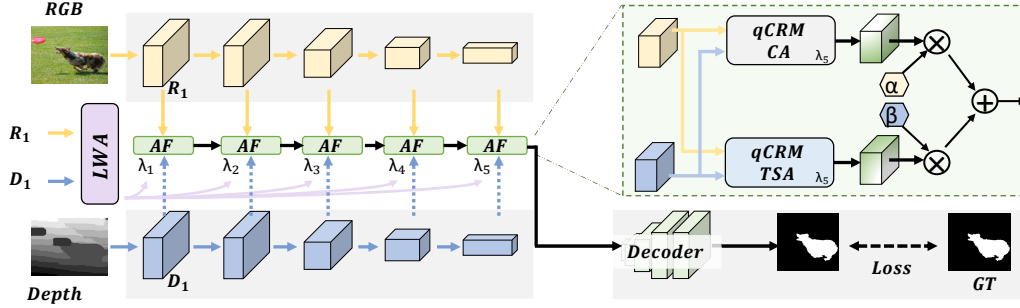 RGB
R1
R1
D1
LWA
AF
AF
AF
AF
AF
λ1
λ2
λ3
λ4
λ5
D1
Depth
qCRM
CA
λ5
α
β
qCRM
TSA
λ5
Decoder
Loss
GT